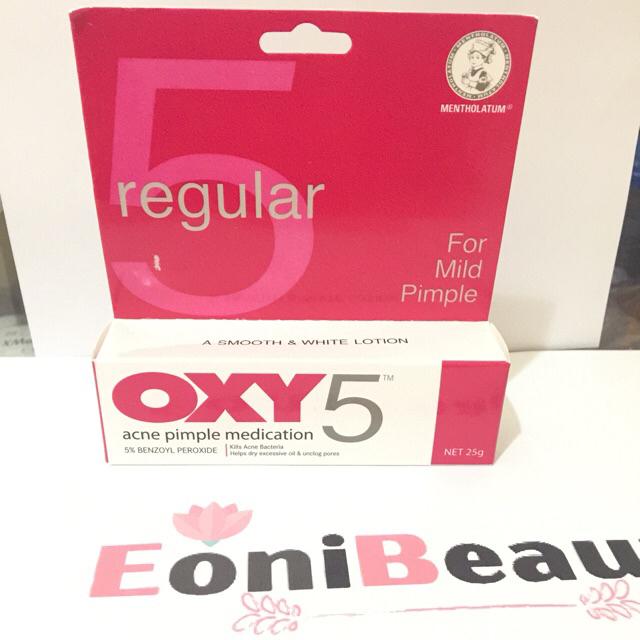 MENTHOLATUM®
5
regular
For
Mild
Pimple
A SMOOTH & WHITE LOTION
OXY5™
acne pimple medication
5% BENZOYL PEROXIDE
Kills Acne Bacteria
Helps dry excessive oil & unclog pores
NET 25g
EoniBeau